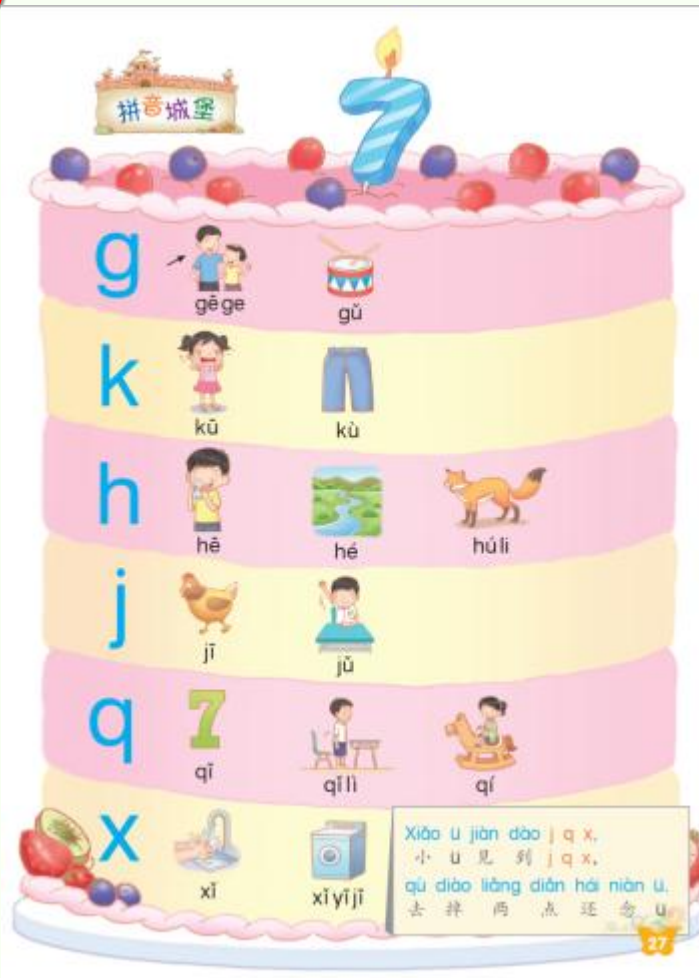 拼音城堡
7
g
gēge
gǔ
k
kū
kù
h
hē
hé
húli
j
jī
jǔ
q
7
qī
qǐlì
qí
x
xǐ
xǐyījī
Xiǎo ü jiàn dào j q x,
小 ü 见 到 j q x,
qù diào liǎng diǎn hái niàn ü.
去 掉 两 点 还 念 ü.
27